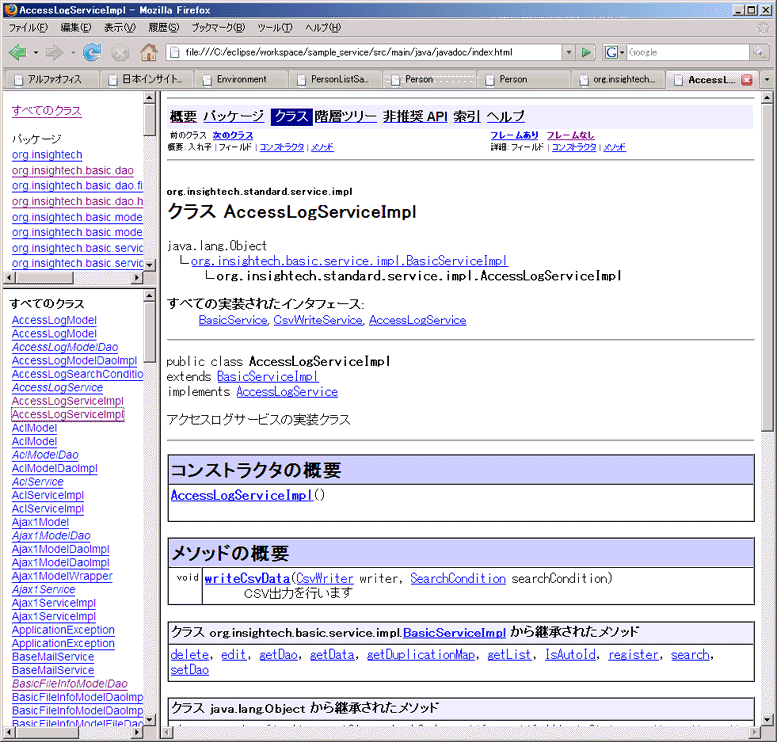 AccessLogServiceImpl - Mozilla Firefox
ファイル(F) 編集(E) 表示(V) 履歴(S) ブックマーク(B) ツール(T) ヘルプ(H)
file:///C:/eclipse/workspace/sample_service/src/main/java/javadoc/index.html
Google
アルファオフィス 日本インサイト... Environment PersonListSa... Person Person org.insightech... AccessL...
すべてのクラス
パッケージ
org.insightech
org.insightech.basic.dao
org.insightech.basic.dao.fi
org.insightech.basic.dao.h
org.insightech.basic.mode
org.insightech.basic.mode
org.insightech.basic.servic
org.insightech.basic.servic
すべてのクラス
AccessLogModel
AccessLogModel
AccessLogModelDao
AccessLogModelDaoImpl
AccessLogSearchConditio
AccessLogService
AccessLogServiceImpl
AccessLogServiceImpl
AclModel
AclModel
AclModelDao
AclModelDaoImpl
AclService
AclServiceImpl
AclServiceImpl
Ajax1Model
Ajax1ModelDao
Ajax1ModelDaoImpl
Ajax1ModelDaoImpl
Ajax1ModelWrapper
Ajax1Service
Ajax1ServiceImpl
Ajax1ServiceImpl
ApplicationException
ApplicationException
BaseMailService
BaseMailService
BasicFileInfoModelDao
BasicFileInfoModelDaoImp
BasicFileInfoModelFileDao
概要 パッケージ クラス 階層ツリー 非推奨 API 索引 ヘルプ
前のクラス 次のクラス フレームあり フレームなし
概要: 入れ子 | フィールド | コンストラクタ | メソッド 詳細: フィールド | コンストラクタ | メソッド
org.insightech.standard.service.impl
クラス AccessLogServiceImpl
java.lang.Object
org.insightech.basic.service.impl.BasicServiceImpl
org.insightech.standard.service.impl.AccessLogServiceImpl
すべての実装されたインタフェース:
BasicService, CsvWriteService, AccessLogService
public class AccessLogServiceImpl
extends BasicServiceImpl
implements AccessLogService
アクセスログサービスの実装クラス
コンストラクタの概要
AccessLogServiceImpl()
メソッドの概要
void writeCsvData(CsvWriter writer, SearchCondition searchCondition)
CSV出力を行います
クラス org.insightech.basic.service.impl.BasicServiceImpl から継承されたメソッド
delete, edit, getDao, getData, getDuplicationMap, getList, IsAutoId, register, search,
setDao
クラス java.lang.Object から継承されたメソッド